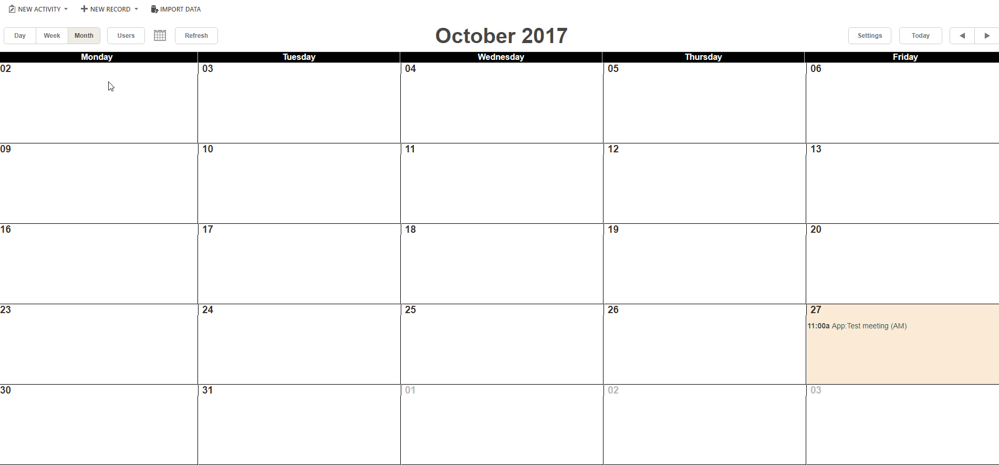 NEW ACTIVITY NEW RECORD IMPORT DATA
Day Week Month Users Refresh October 2017 Settings Today
Monday Tuesday Wednesday Thursday Friday
02 03 04 05 06
09 10 11 12 13
16 17 18 19 20
23 24 25 26 27
11:00a App:Test meeting (AM)
30 31 01 02 03